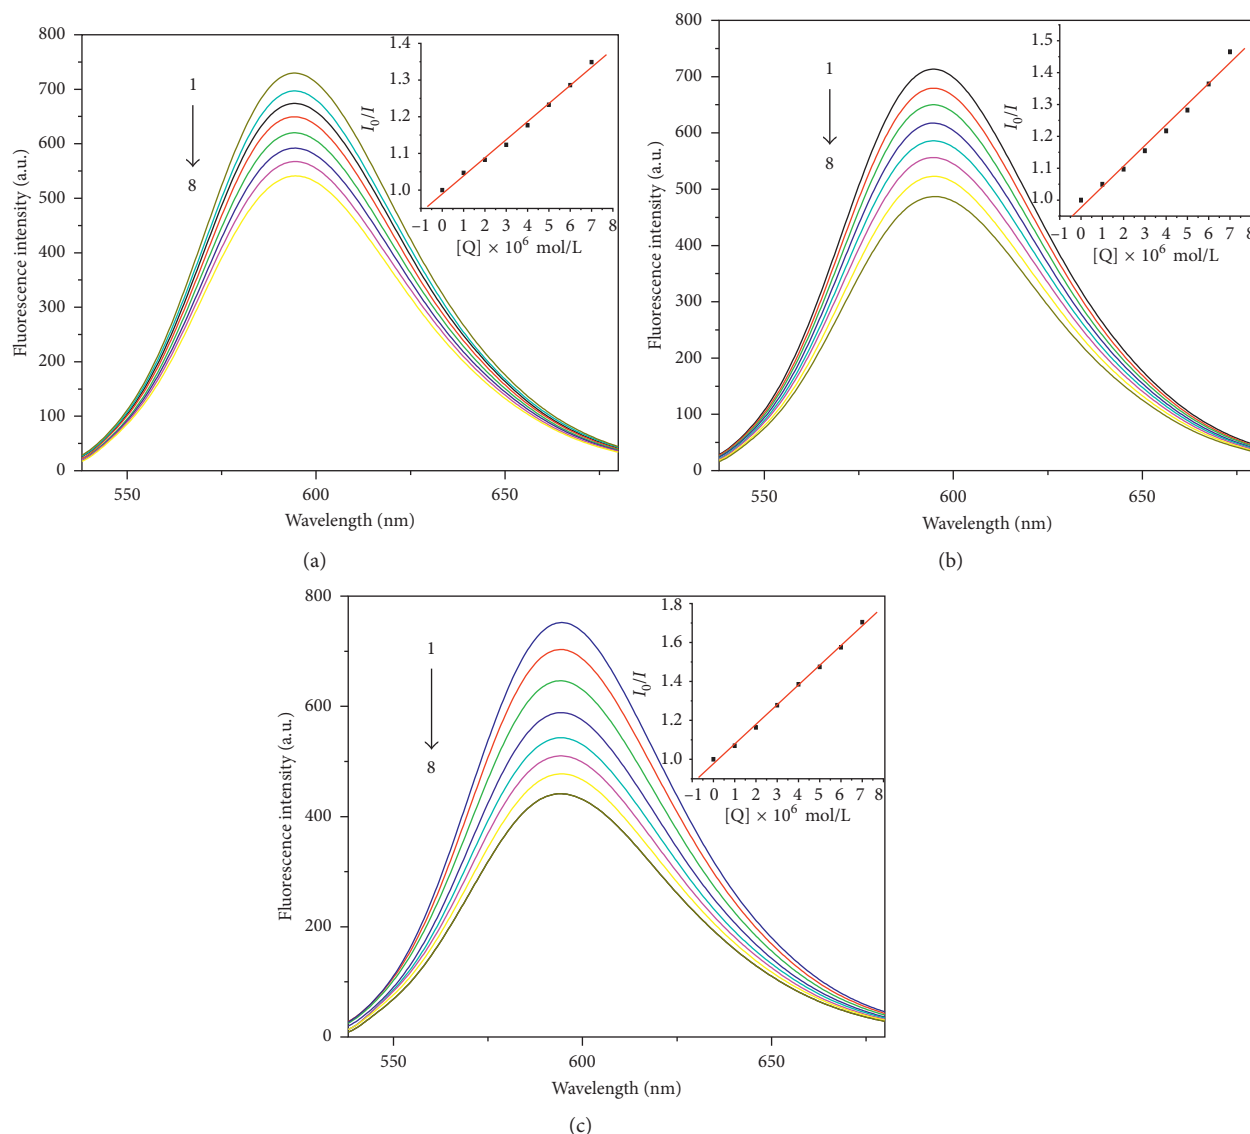 800
700
600
500
400
300
200
100
0
Fluorescence intensity (a.u.)
1
8
1.4
1.3
1.2
1.1
1.0
I0/I
−1 0 1 2 3 4 5 6 7 8
[Q] × 10⁶ mol/L
550 600 650
Wavelength (nm)
(a)
800
700
600
500
400
300
200
100
0
Fluorescence intensity (a.u.)
1
8
1.5
1.4
1.3
1.2
1.1
1.0
I0/I
−1 0 1 2 3 4 5 6 7 8
[Q] × 10⁶ mol/L
550 600 650
Wavelength (nm)
(b)
800
600
400
200
0
Fluorescence intensity (a.u.)
1
8
1.8
1.6
1.4
1.2
1.0
I0/I
−1 0 1 2 3 4 5 6 7 8
[Q] × 10⁶ mol/L
550 600 650
Wavelength (nm)
(c)